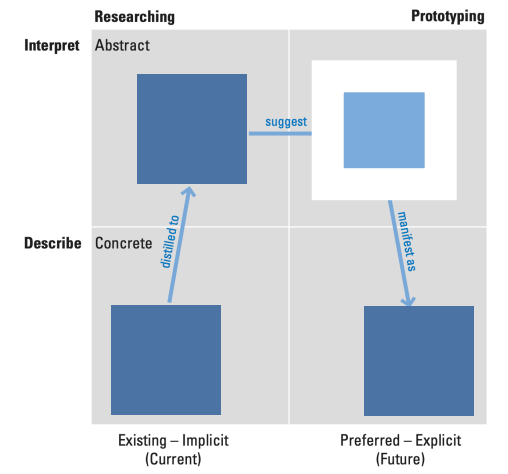 Researching
Prototyping
Interpret
Abstract
suggest
distilled to
manifest as
Describe
Concrete
Existing – Implicit
(Current)
Preferred – Explicit
(Future)